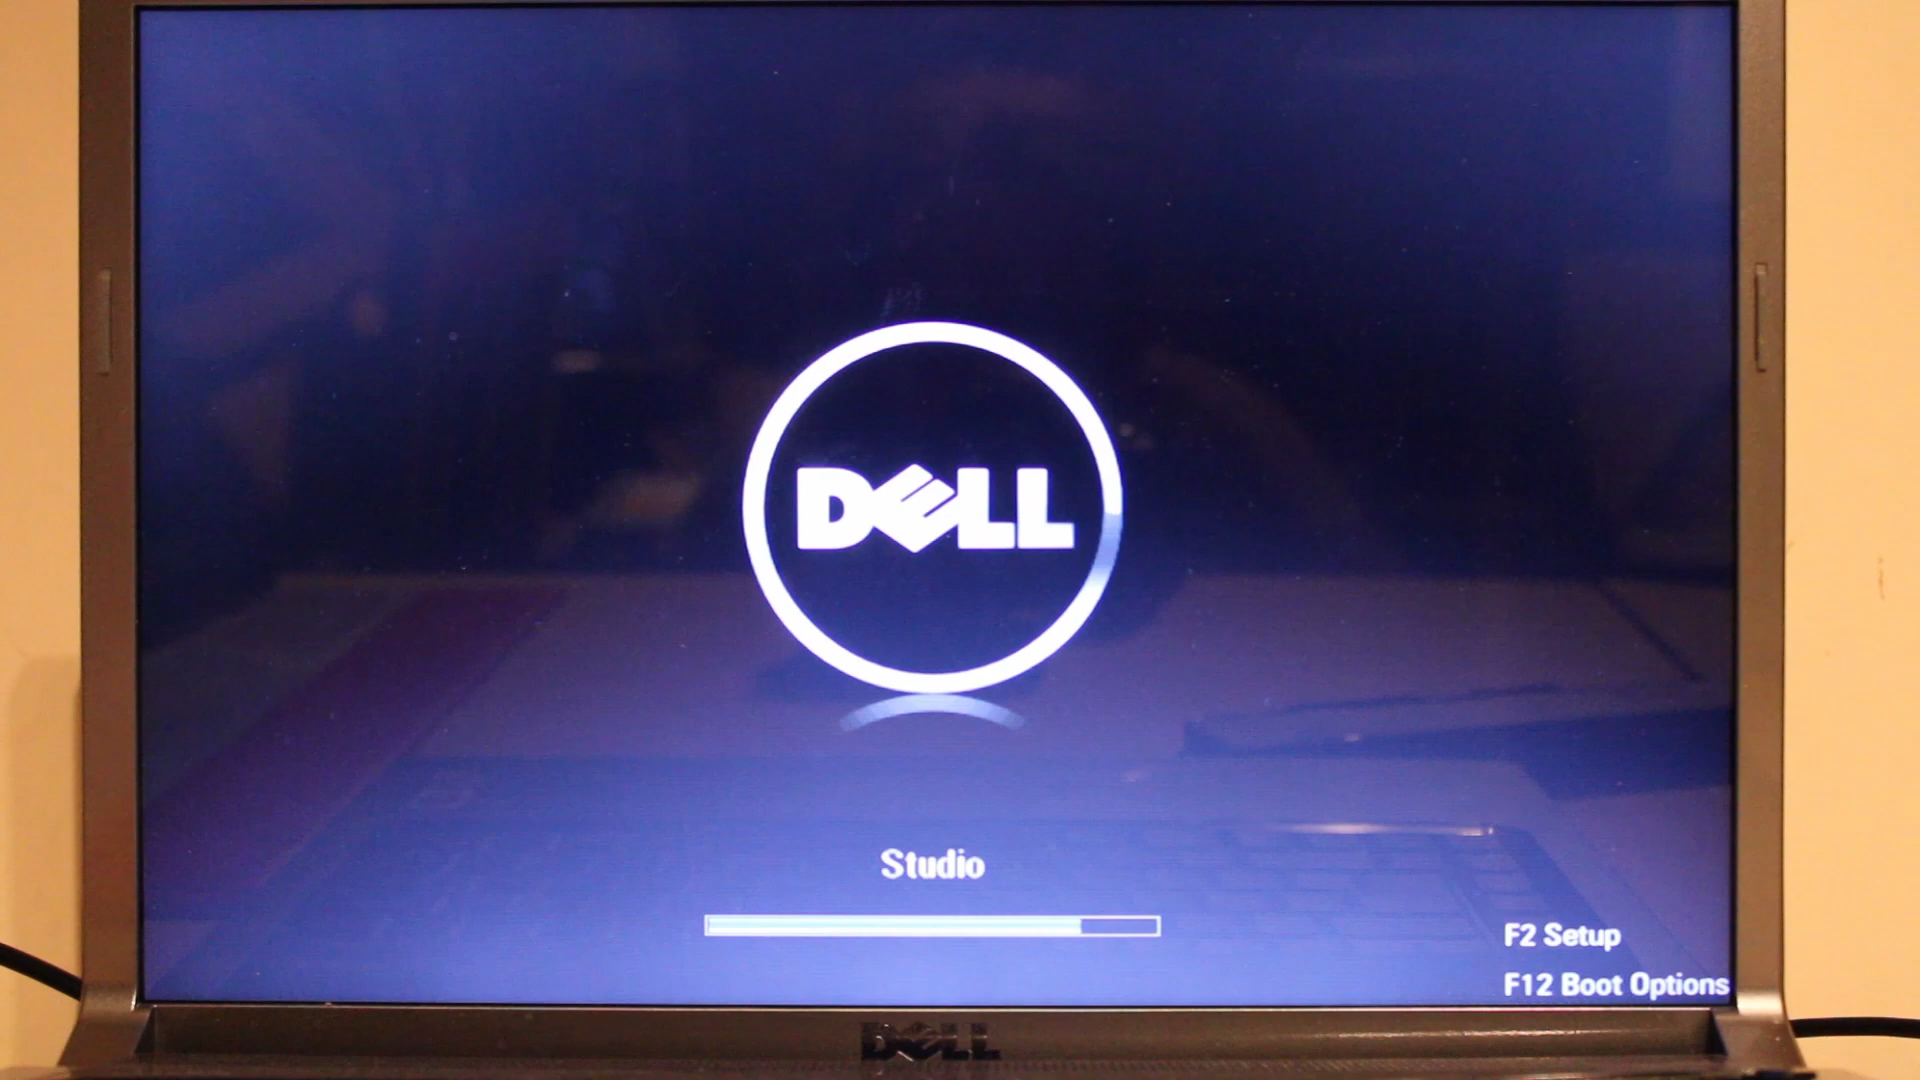 DELL
Studio
F2 Setup
F12 Boot Options
DELL